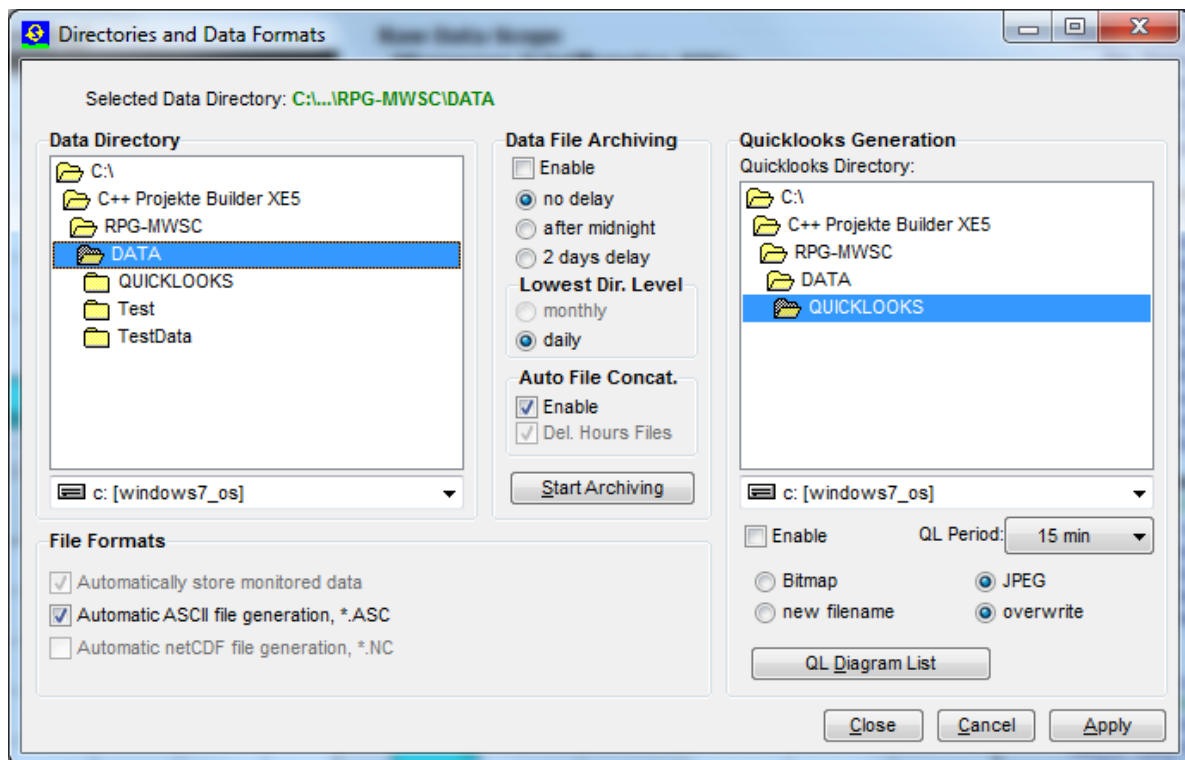 Directories and Data Formats
Selected Data Directory: C:\...\RPG-MWSC\DATA
Data Directory
C:\
C++ Projekte Builder XE5
RPG-MWSC
DATA
QUICKLOOKS
Test
TestData
c: [windows7_os]
Data File Archiving
Enable
no delay
after midnight
2 days delay
Lowest Dir. Level
monthly
daily
Auto File Concat.
Enable
Del. Hours Files
Start Archiving
Quicklooks Generation
Quicklooks Directory:
C:\
C++ Projekte Builder XE5
RPG-MWSC
DATA
QUICKLOOKS
c: [windows7_os]
Enable QL Period: 15 min
Bitmap JPEG
new filename overwrite
QL Diagram List
File Formats
Automatically store monitored data
Automatic ASCII file generation, *.ASC
Automatic netCDF file generation, *.NC
Close Cancel Apply